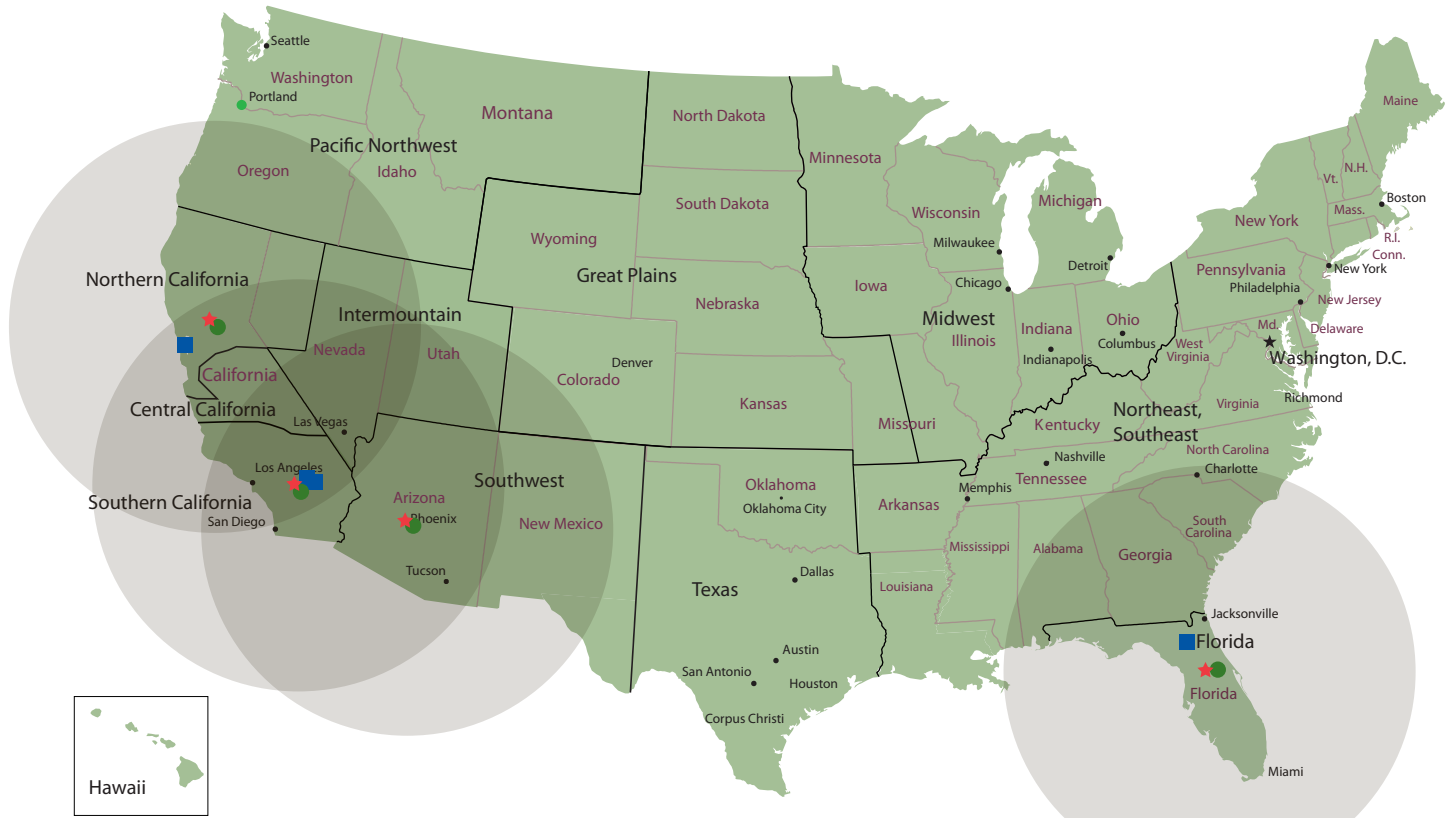 Seattle
Washington
Portland
Montana
North Dakota
Maine
Pacific Northwest
Oregon
Idaho
Minnesota
South Dakota
Wisconsin
Michigan
Vt.
N.H.
Mass.
Boston
New York
R.I.
Conn.
Wyoming
Milwaukee
Detroit
Northern California
Great Plains
Chicago
Iowa
Pennsylvania
New York
Philadelphia
New Jersey
Nebraska
Intermountain
Midwest
Illinois
Indiana
Ohio
Columbus
Md.
Delaware
West
Virginia
Washington, D.C.
Nevada
Utah
Denver
Colorado
Indianapolis
California
Central California
Kansas
Missouri
Kentucky
Northeast,
Southeast
Virginia
Richmond
Las Vegas
Los Angeles
Southern California
San Diego
Southwest
Arizona
Phoenix
New Mexico
Oklahoma
Oklahoma City
Arkansas
Memphis
Nashville
Tennessee
North Carolina
Charlotte
South
Carolina
Mississippi
Alabama
Georgia
Tucson
Texas
Dallas
Louisiana
Jacksonville
Florida
Austin
San Antonio
Houston
Florida
Corpus Christi
Miami
Hawaii